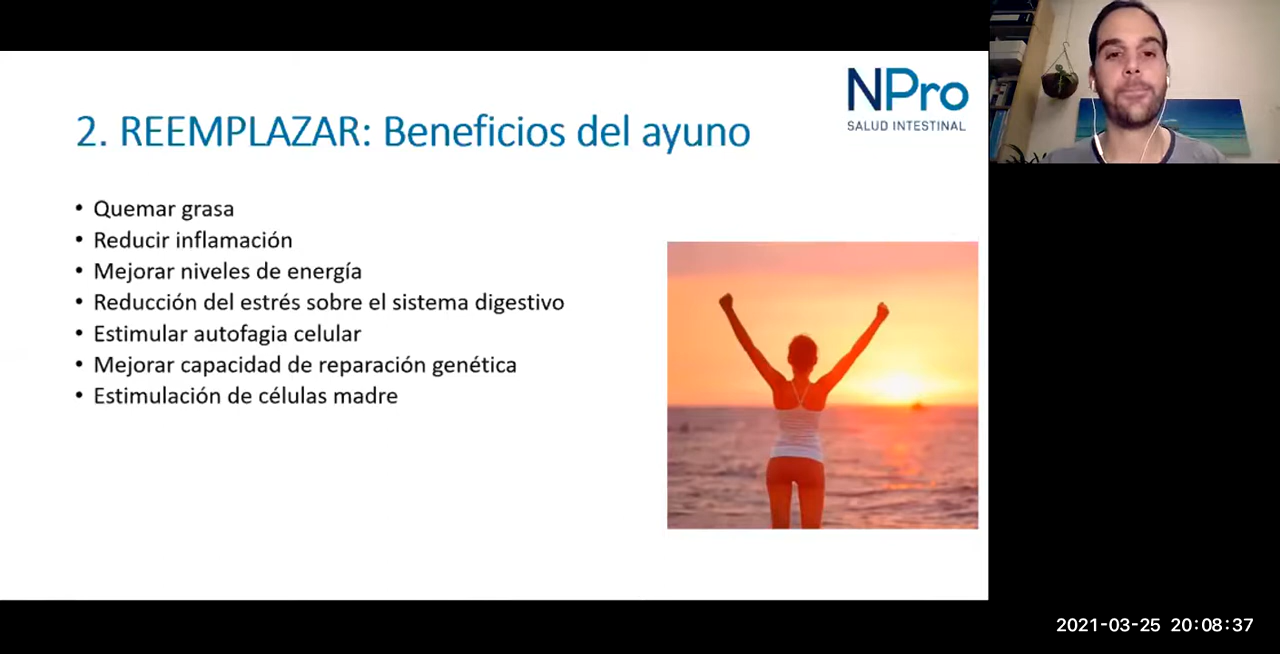 NPro
SALUD INTESTINAL
2. REEMPLAZAR: Beneficios del ayuno
• Quemar grasa
• Reducir inflamación
• Mejorar niveles de energía
• Reducción del estrés sobre el sistema digestivo
• Estimular autofagia celular
• Mejorar capacidad de reparación genética
• Estimulación de células madre
2021-03-25 20:08:37